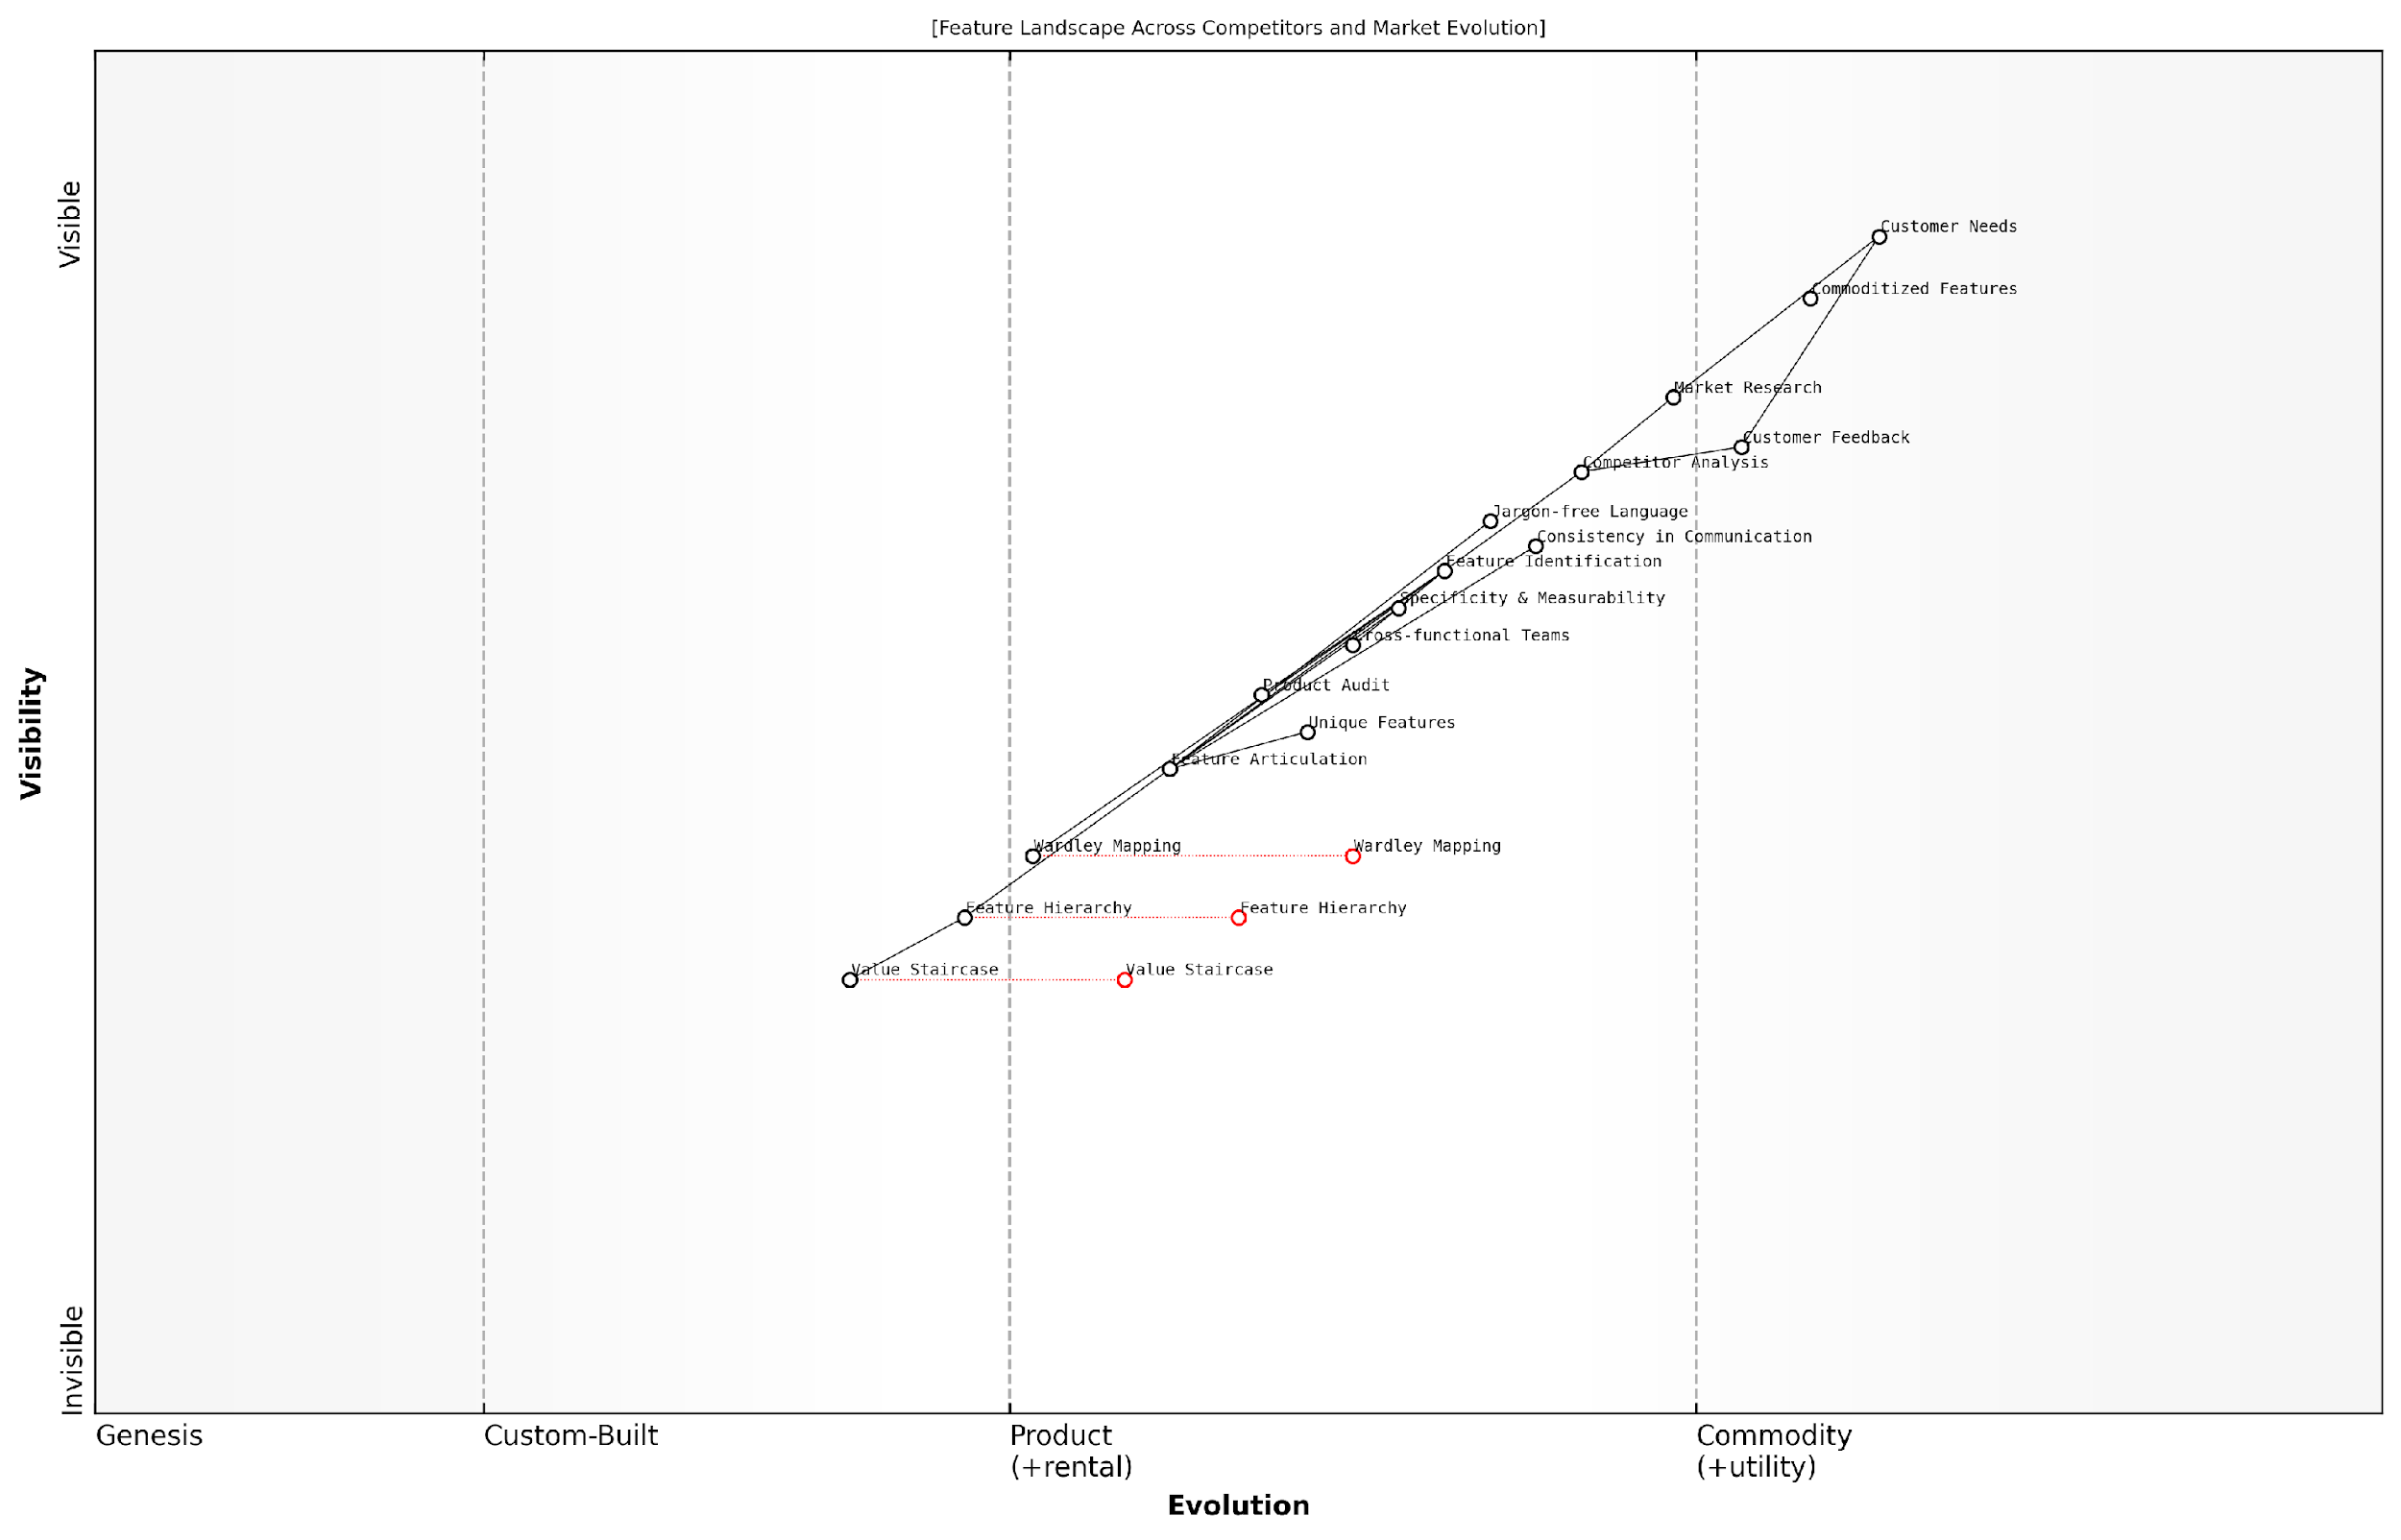 [Feature Landscape Across Competitors and Market Evolution]
Visible
Customer Needs
Commoditized Features
Market Research
Customer Feedback
Competitor Analysis
Jargon-free Language
Consistency in Communication
Feature Identification
Specificity & Measurability
Cross-functional Teams
Product Audit
Unique Features
Feature Articulation
Visibility
Wardley Mapping
Wardley Mapping
Feature Hierarchy
Feature Hierarchy
Value Staircase
Value Staircase
Invisible
Genesis
Custom-Built
Product
(+rental)
Commodity
(+utility)
Evolution